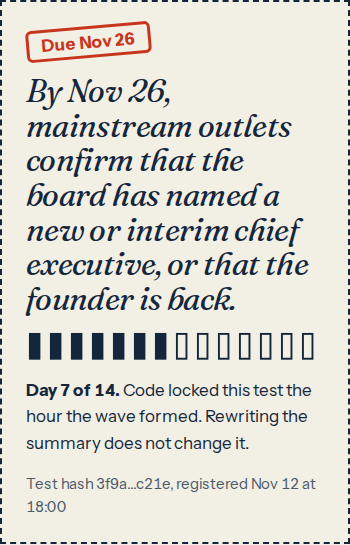 Due Nov 26
By Nov 26,
mainstream outlets
confirm that the
board has named a
new or interim chief
executive, or that the
founder is back.
Day 7 of 14. Code locked this test the
hour the wave formed. Rewriting the
summary does not change it.
Test hash 3f9a…c21e, registered Nov 12 at
18:00